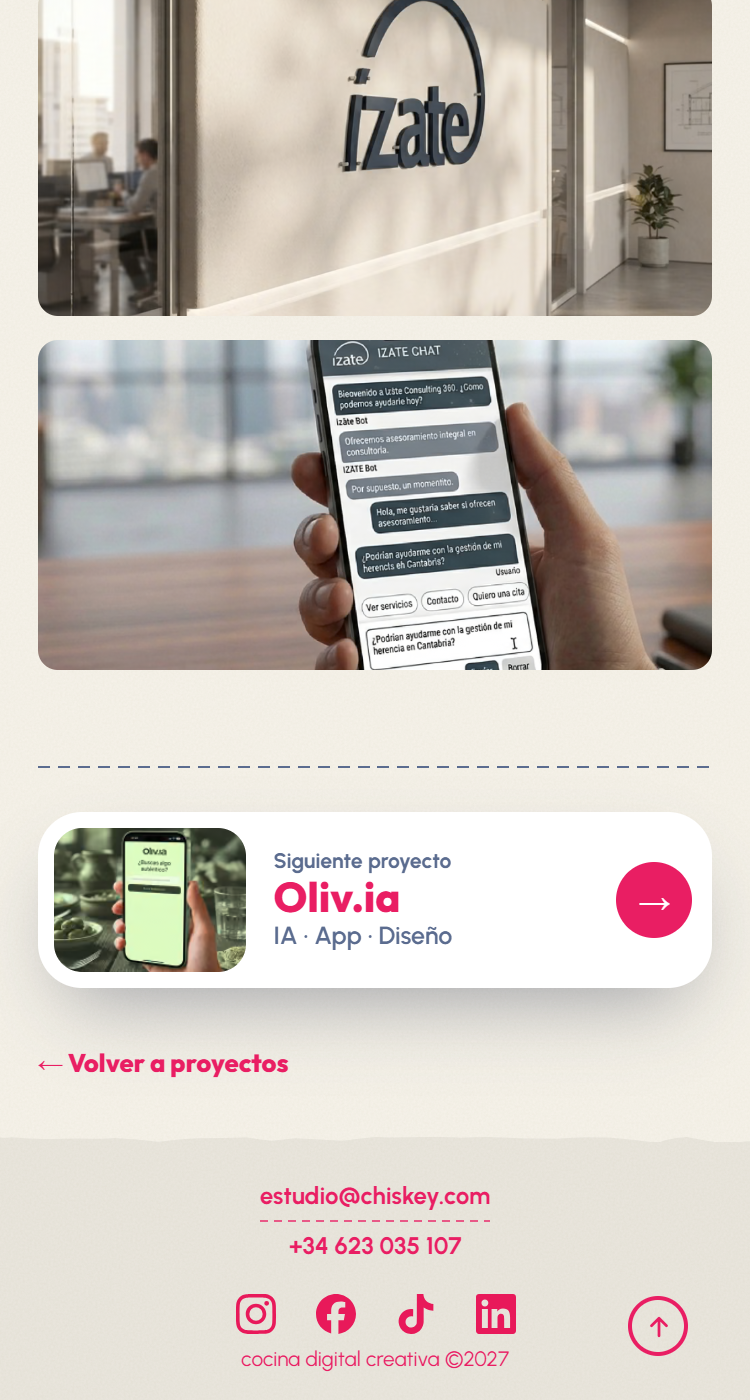 izate
izate IZATE CHAT
Bienvenido a Izāte Consulting 360. ¿Como
podemos ayudarle hoy?
Izāte Bot
Ofrecemos asesoramiento integral en
consultoria.
IZATE Bot
Por supuesto, un momentito.
Hola, me gustaria saber si ofrecen
asesoramiento...
¿Podrian ayudarme con la gestión de mi
herencls en Cantabris?
Usuario
Ver servicios Contacto Quiero una cita
¿Podrian ayudarme con la gestión de mi
herencia en Cantabria?
Borrar
Oliv.ia
¿Buscas algo
auténtico?
Siguiente proyecto
Oliv.ia
IA · App · Diseño
→
← Volver a proyectos
estudio@chiskey.com
+34 623 035 107
cocina digital creativa ©2027